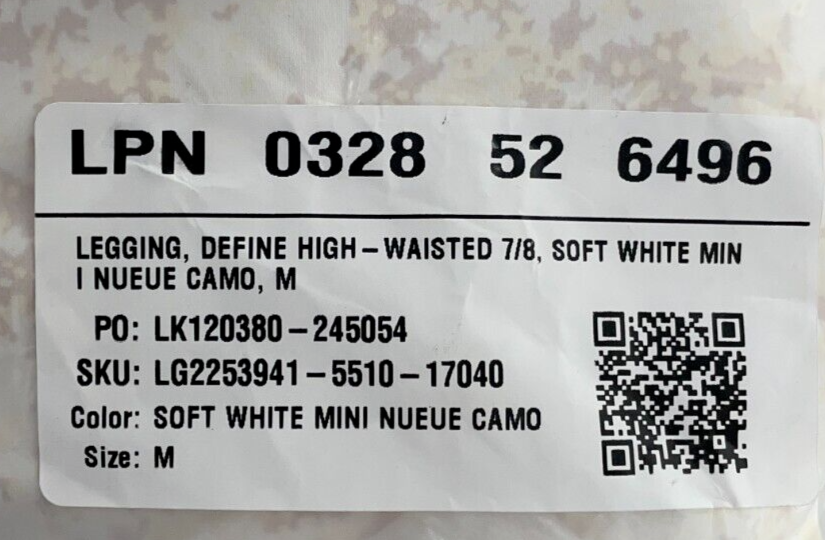 LPN 0328 52 6496
LEGGING, DEFINE HIGH-WAISTED 7/8, SOFT WHITE MIN
I NUEUE CAMO, M
PO: LK120380-245054
SKU: LG2253941-5510-17040
Color: SOFT WHITE MINI NUEUE CAMO
Size: M